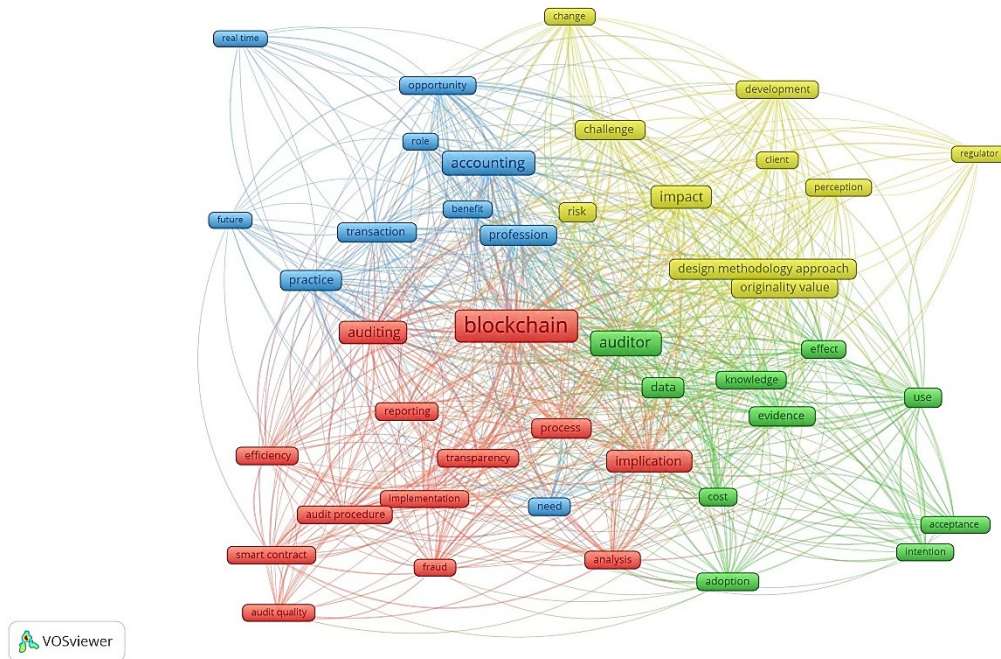 change
real time
opportunity
development
challenge
role
accounting
client
regulator
perception
impact
benefit
risk
future
transaction
profession
practice
design methodology approach
originality value
blockchain
auditing
auditor
effect
knowledge
data
use
reporting
evidence
process
efficiency
transparency
implication
implementation
cost
need
audit procedure
acceptance
smart contract
intention
analysis
fraud
adoption
audit quality
VOSviewer